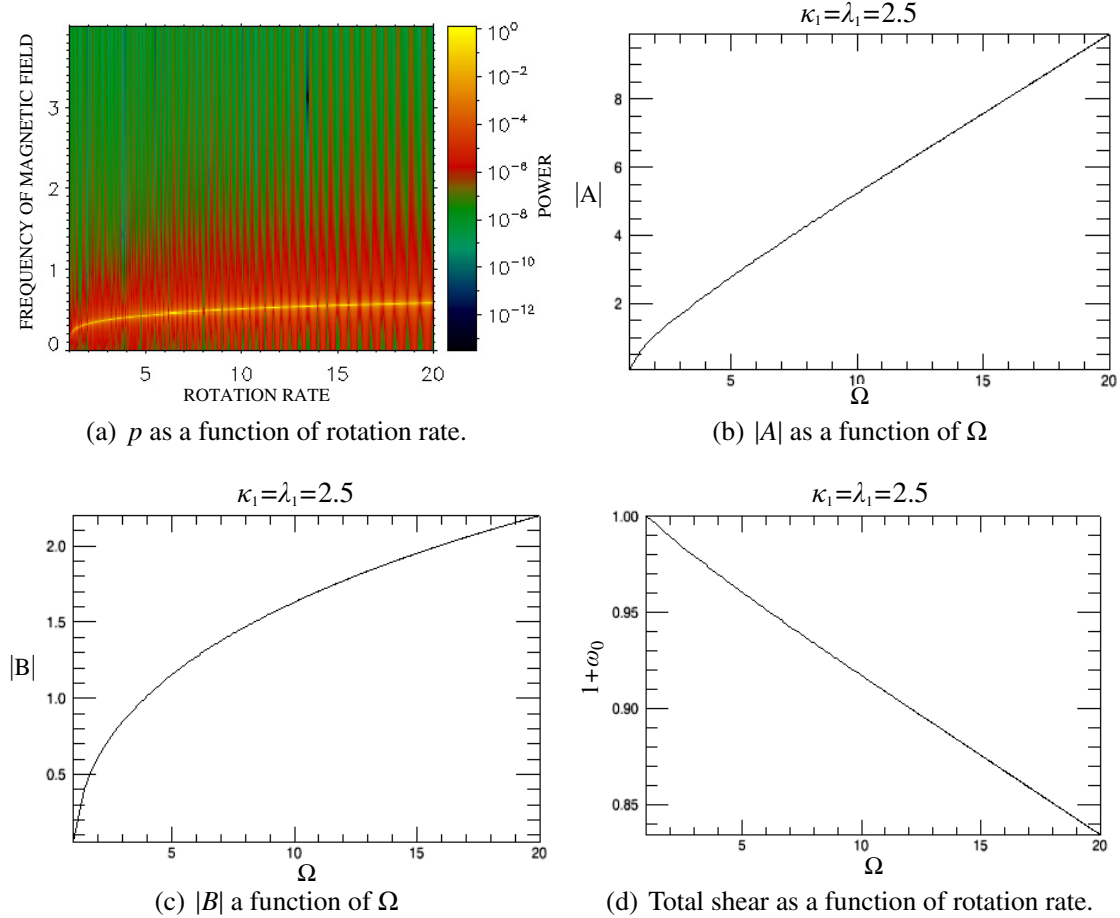 FREQUENCY OF MAGNETIC FIELD
3
2
1
0
5
10
15
20
ROTATION RATE
10⁰
10⁻²
10⁻⁴
10⁻⁶
10⁻⁸
10⁻¹⁰
10⁻¹²
POWER
(a) p as a function of rotation rate.
κ₁=λ₁=2.5
|A|
8
6
4
2
5
10
15
20
Ω
(b) |A| as a function of Ω
κ₁=λ₁=2.5
|B|
2.0
1.5
1.0
0.5
5
10
15
20
Ω
(c) |B| a function of Ω
κ₁=λ₁=2.5
1+ω₀
1.00
0.95
0.90
0.85
5
10
15
20
Ω
(d) Total shear as a function of rotation rate.